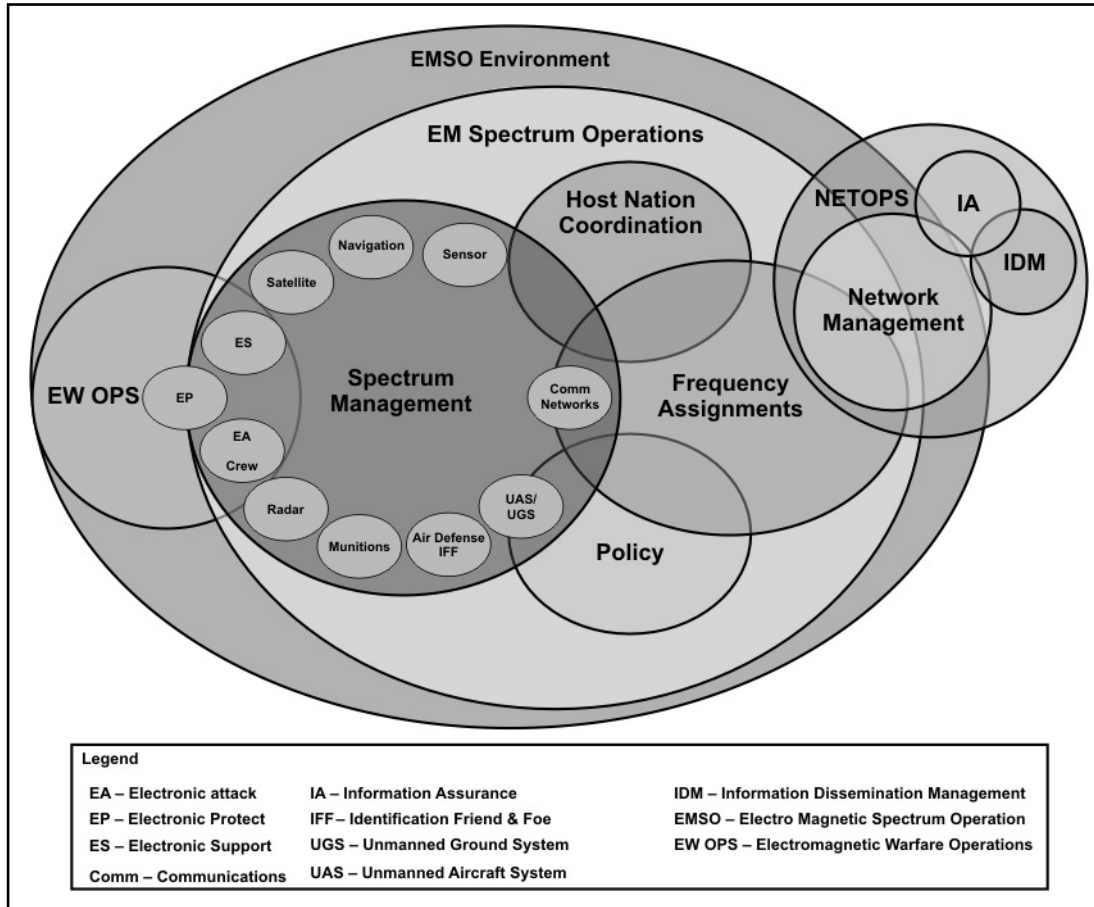 EMSO Environment
EM Spectrum Operations
Host Nation
Coordination
NETOPS
IA
IDM
Network
Management
Navigation
Sensor
Satellite
ES
EW OPS
EP
EA
Crew
Radar
Munitions
Air Defense
IFF
UAS/
UGS
Spectrum
Management
Comm
Networks
Frequency
Assignments
Policy
Legend
EA – Electronic attack
EP – Electronic Protect
ES – Electronic Support
Comm – Communications
IA – Information Assurance
IFF – Identification Friend & Foe
UGS – Unmanned Ground System
UAS – Unmanned Aircraft System
IDM – Information Dissemination Management
EMSO – Electro Magnetic Spectrum Operation
EW OPS – Electromagnetic Warfare Operations